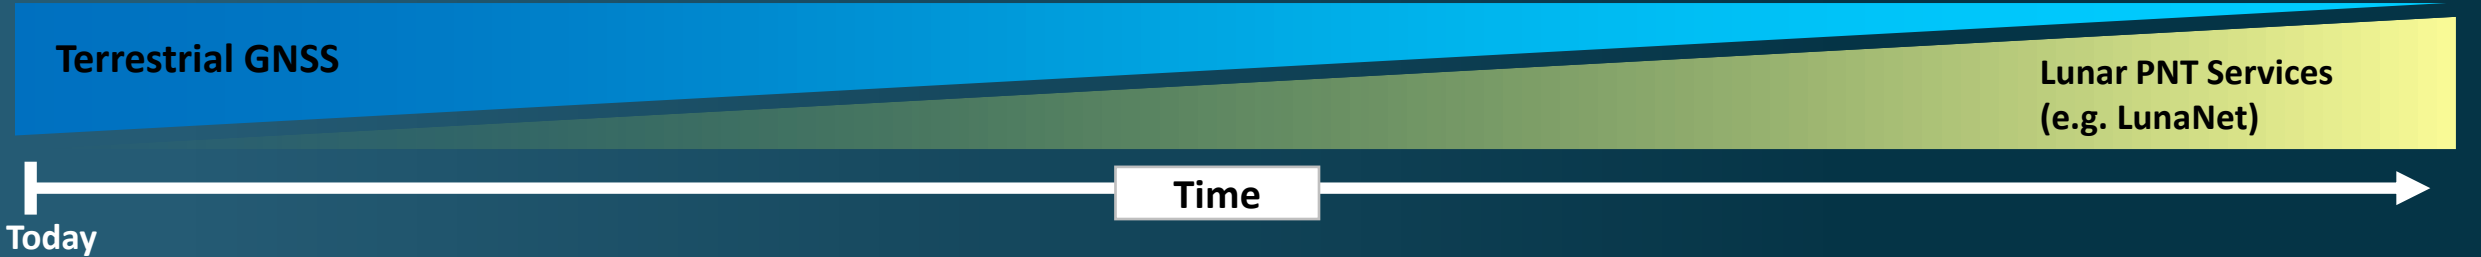 Terrestrial GNSS
Lunar PNT Services
(e.g. LunaNet)
Time
Today